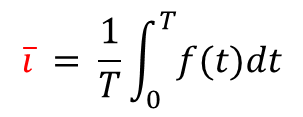 ῑ = 1/T ∫₀ᵀ f(t)dt